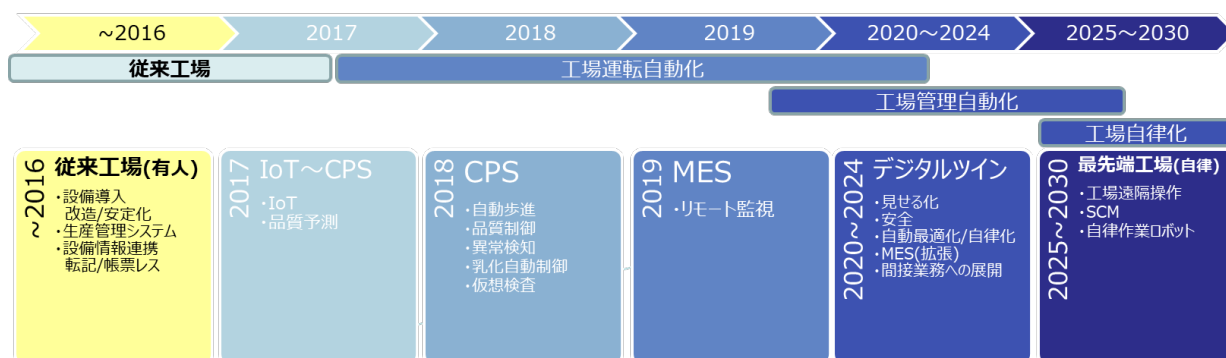 ~2016
2017
2018
2019
2020~2024
2025~2030
従来工場
工場運転自動化
工場管理自動化
工場自律化
~2016
従来工場(有人)
・設備導入
改造/安定化
・生産管理システム
・設備情報連携
転記/帳票レス
2017
IoT~CPS
・IoT
・品質予測
2018
CPS
・自動歩進
・品質制御
・異常検知
・乳化自動制御
・仮想検査
2019
MES
・リモート監視
2020~2024
デジタルツイン
・見せる化
・安全
・自動最適化/自律化
・MES(拡張)
・間接業務への展開
2025~2030
最先端工場(自律)
・工場遠隔操作
・SCM
・自律作業ロボット